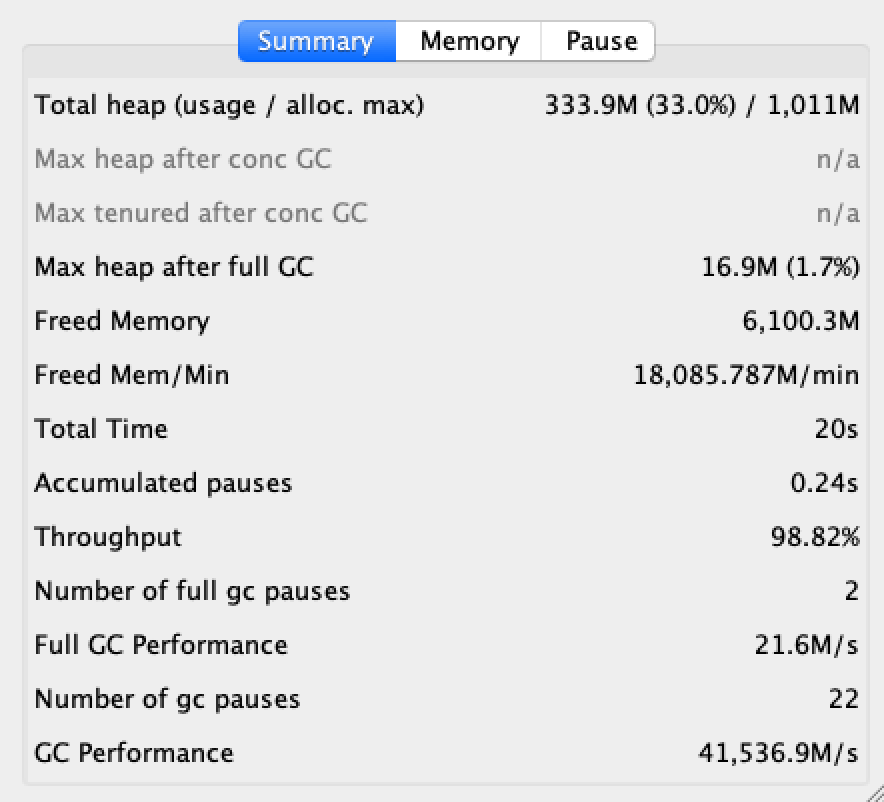 Summary Memory Pause
Total heap (usage / alloc. max) 333.9M (33.0%) / 1,011M
Max heap after conc GC n/a
Max tenured after conc GC n/a
Max heap after full GC 16.9M (1.7%)
Freed Memory 6,100.3M
Freed Mem/Min 18,085.787M/min
Total Time 20s
Accumulated pauses 0.24s
Throughput 98.82%
Number of full gc pauses 2
Full GC Performance 21.6M/s
Number of gc pauses 22
GC Performance 41,536.9M/s